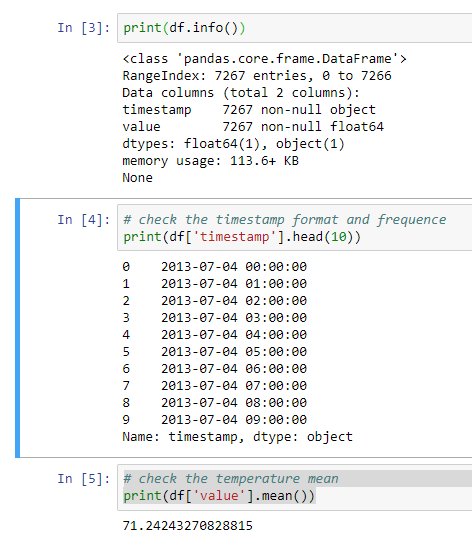 In [3]: print(df.info())
<class 'pandas.core.frame.DataFrame'>
RangeIndex: 7267 entries, 0 to 7266
Data columns (total 2 columns):
timestamp    7267 non-null object
value        7267 non-null float64
dtypes: float64(1), object(1)
memory usage: 113.6+ KB
None
In [4]: # check the timestamp format and frequence
print(df['timestamp'].head(10))
0    2013-07-04 00:00:00
1    2013-07-04 01:00:00
2    2013-07-04 02:00:00
3    2013-07-04 03:00:00
4    2013-07-04 04:00:00
5    2013-07-04 05:00:00
6    2013-07-04 06:00:00
7    2013-07-04 07:00:00
8    2013-07-04 08:00:00
9    2013-07-04 09:00:00
Name: timestamp, dtype: object
In [5]: # check the temperature mean
print(df['value'].mean())
71.24243270828815